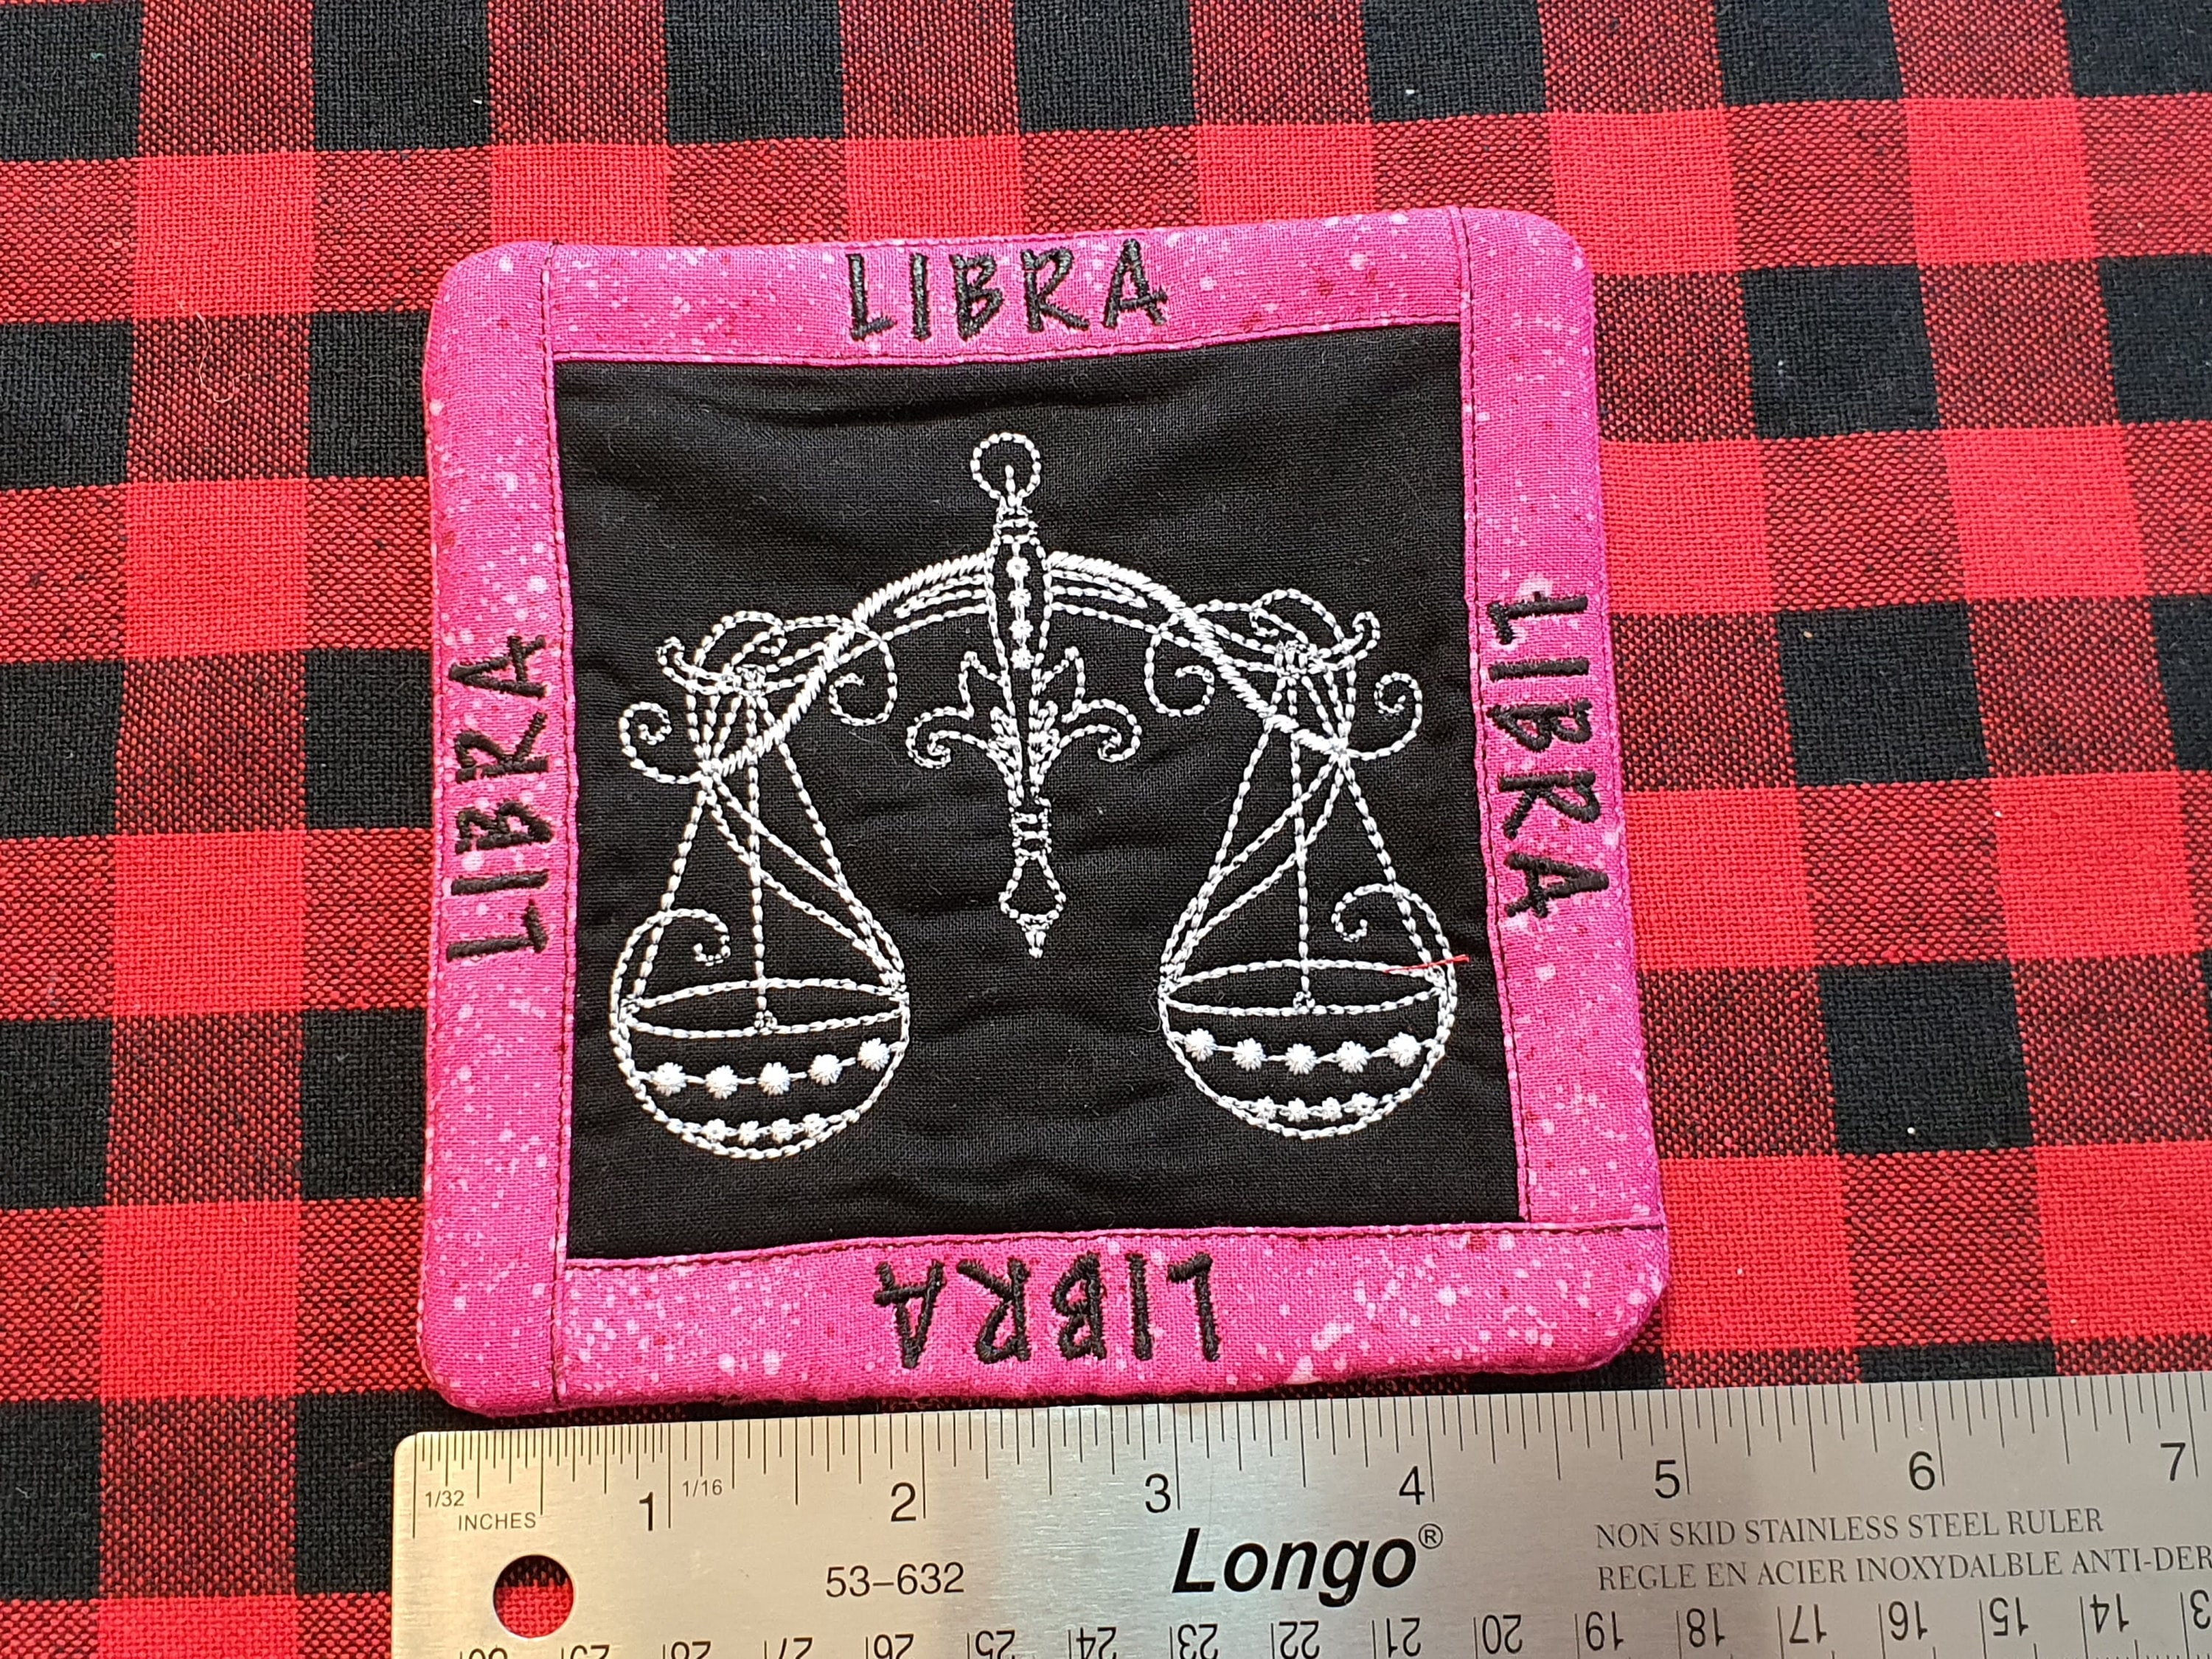 LIBRA
LIBRA
LIBRA
LIBRA
1/32
INCHES
1
1/16
2
3
4
5
6
7
53-632
Longo®
NON SKID STAINLESS STEEL RULER
REGLE EN ACIER INOXYDALBLE ANTI-DER
29 28 27 26 25 24 23 22 21 20 19 18 17 16 15 14